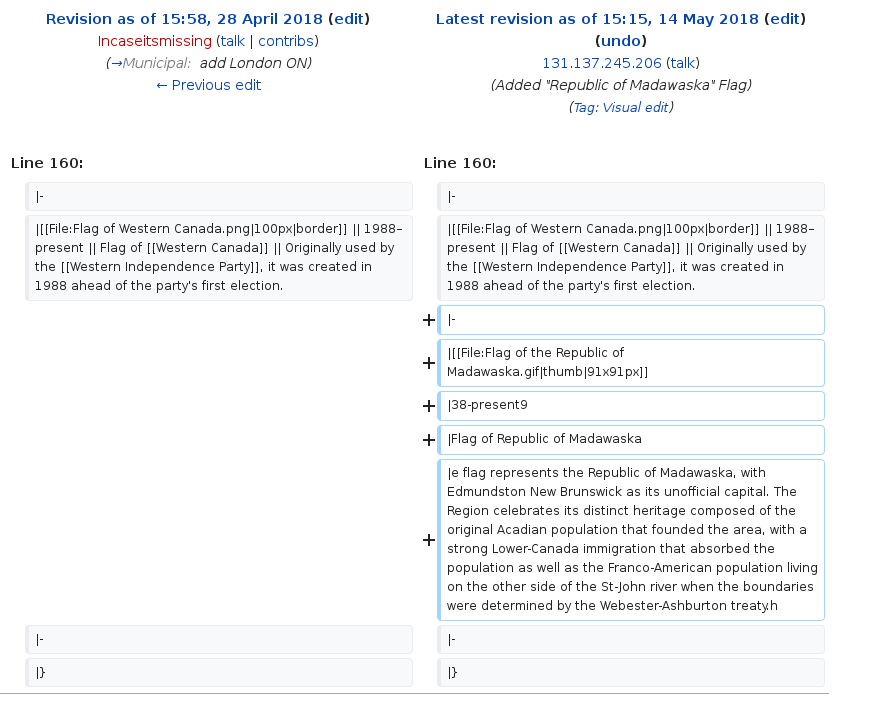 Revision as of 15:58, 28 April 2018 (edit)
Incaseitsmissing (talk | contribs)
(→Municipal: add London ON)
← Previous edit
Latest revision as of 15:15, 14 May 2018 (edit)
(undo)
131.137.245.206 (talk)
(Added "Republic of Madawaska" Flag)
(Tag: Visual edit)
Line 160:
Line 160:
|-
|-
|[[File:Flag of Western Canada.png|100px|border]] || 1988–
present || Flag of [[Western Canada]] || Originally used by
the [[Western Independence Party]], it was created in
1988 ahead of the party's first election.
|[[File:Flag of Western Canada.png|100px|border]] || 1988–
present || Flag of [[Western Canada]] || Originally used by
the [[Western Independence Party]], it was created in
1988 ahead of the party's first election.
+ |-
+ |[[File:Flag of the Republic of
Madawaska.gif|thumb|91x91px]]
+ |38-present9
+ |Flag of Republic of Madawaska
+ |e flag represents the Republic of Madawaska, with
Edmundston New Brunswick as its unofficial capital. The
Region celebrates its distinct heritage composed of the
original Acadian population that founded the area, with a
strong Lower-Canada immigration that absorbed the
population as well as the Franco-American population living
on the other side of the St-John river when the boundaries
were determined by the Webester-Ashburton treaty.h
|-
|-
|}
|}